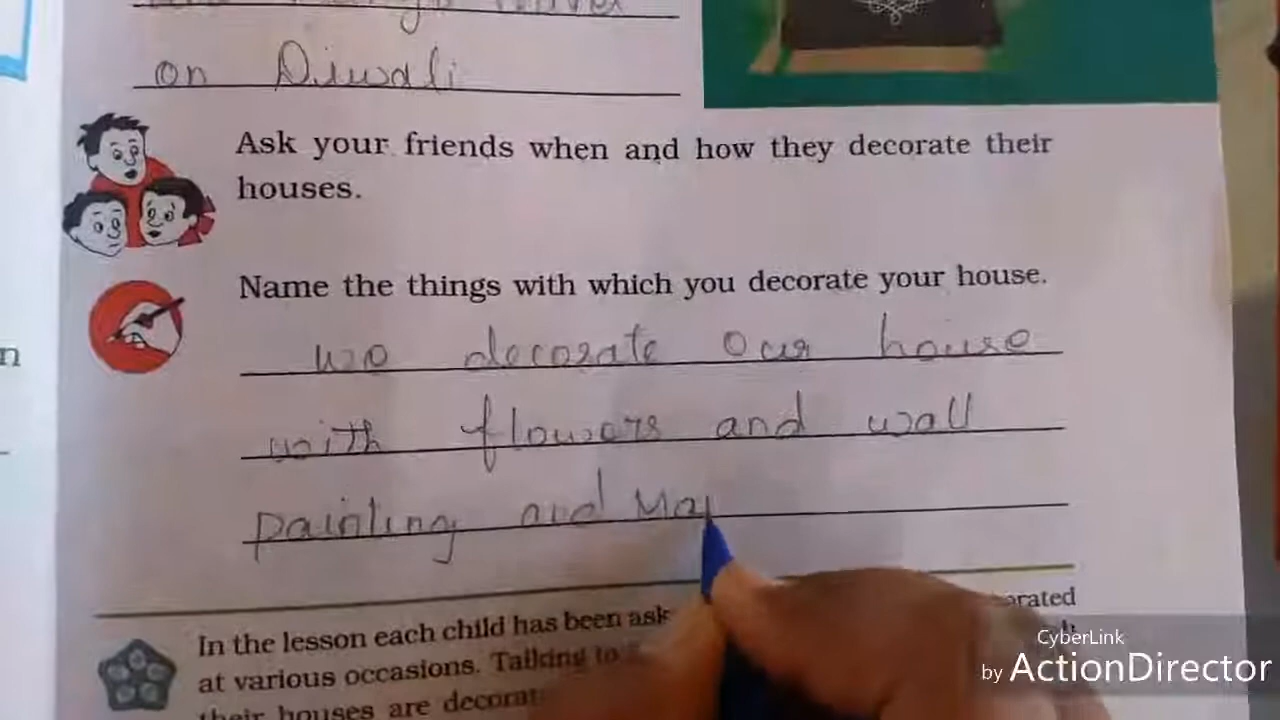 on Diwali
Ask your friends when and how they decorate their
houses.
Name the things with which you decorate your house.
n
we decorate our house
with flowers and wall
painting and
In the lesson each child has been ask
at various occasions. Talking to
their houses are decorat
CyberLink
by ActionDirector